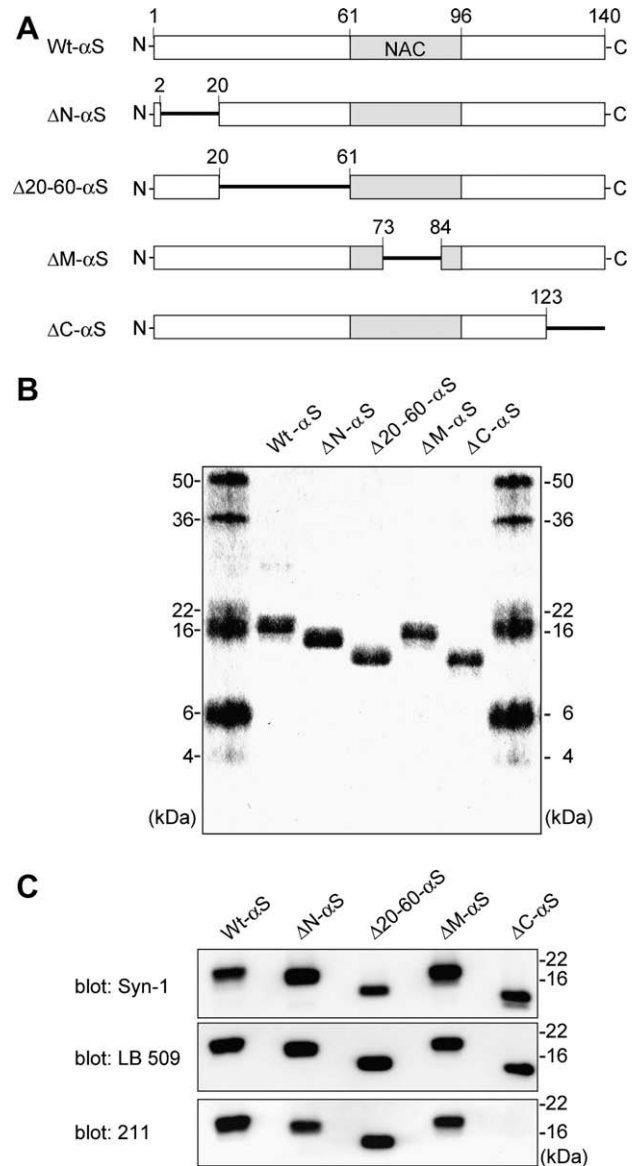 A
1 61 96 140
Wt-αS N NAC C
2 20
ΔN-αS N C
20 61
Δ20-60-αS N C
73 84
ΔM-αS N C
123
ΔC-αS N
B
Wt-αS ΔN-αS Δ20-60-αS ΔM-αS ΔC-αS
50- -50
36- -36
22- -22
16- -16
6- - 6
4- - 4
(kDa) (kDa)
C
Wt-αS ΔN-αS Δ20-60-αS ΔM-αS ΔC-αS
-22
blot: Syn-1 -16
-22
blot: LB 509 -16
-22
blot: 211 -16
(kDa)